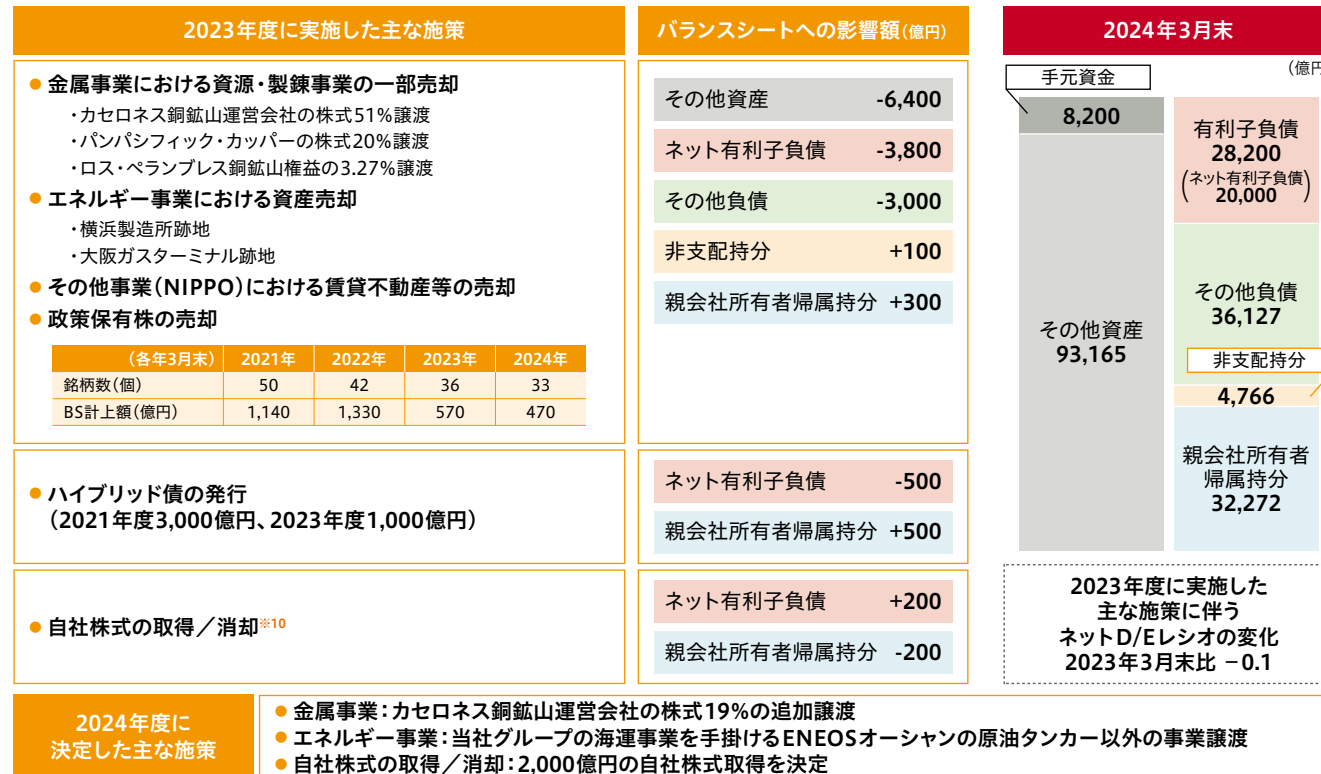 2023年度に実施した主な施策
● 金属事業における資源・製錬事業の一部売却
・カセロネス銅鉱山運営会社の株式51%譲渡
・パンパシフィック・カッパーの株式20%譲渡
・ロス・ペランブレス銅鉱山権益の3.27%譲渡
● エネルギー事業における資産売却
・横浜製造所跡地
・大阪ガスターミナル跡地
● その他事業(NIPPO)における賃貸不動産等の売却
● 政策保有株の売却
(各年3月末) 2021年 2022年 2023年 2024年
銘柄数(個) 50 42 36 33
BS計上額(億円) 1,140 1,330 570 470
● ハイブリッド債の発行
(2021年度3,000億円、2023年度1,000億円)
● 自社株式の取得/消却※10
バランスシートへの影響額(億円)
その他資産 -6,400
ネット有利子負債 -3,800
その他負債 -3,000
非支配持分 +100
親会社所有者帰属持分 +300
ネット有利子負債 -500
親会社所有者帰属持分 +500
ネット有利子負債 +200
親会社所有者帰属持分 -200
2024年3月末
(億円
手元資金
8,200
その他資産
93,165
有利子負債
28,200
(ネット有利子負債)
20,000
その他負債
36,127
非支配持分
4,766
親会社所有者
帰属持分
32,272
2023年度に実施した
主な施策に伴う
ネットD/Eレシオの変化
2023年3月末比 −0.1
2024年度に
決定した主な施策
● 金属事業:カセロネス銅鉱山運営会社の株式19%の追加譲渡
● エネルギー事業:当社グループの海運事業を手掛けるENEOSオーシャンの原油タンカー以外の事業譲渡
● 自社株式の取得/消却:2,000億円の自社株式取得を決定